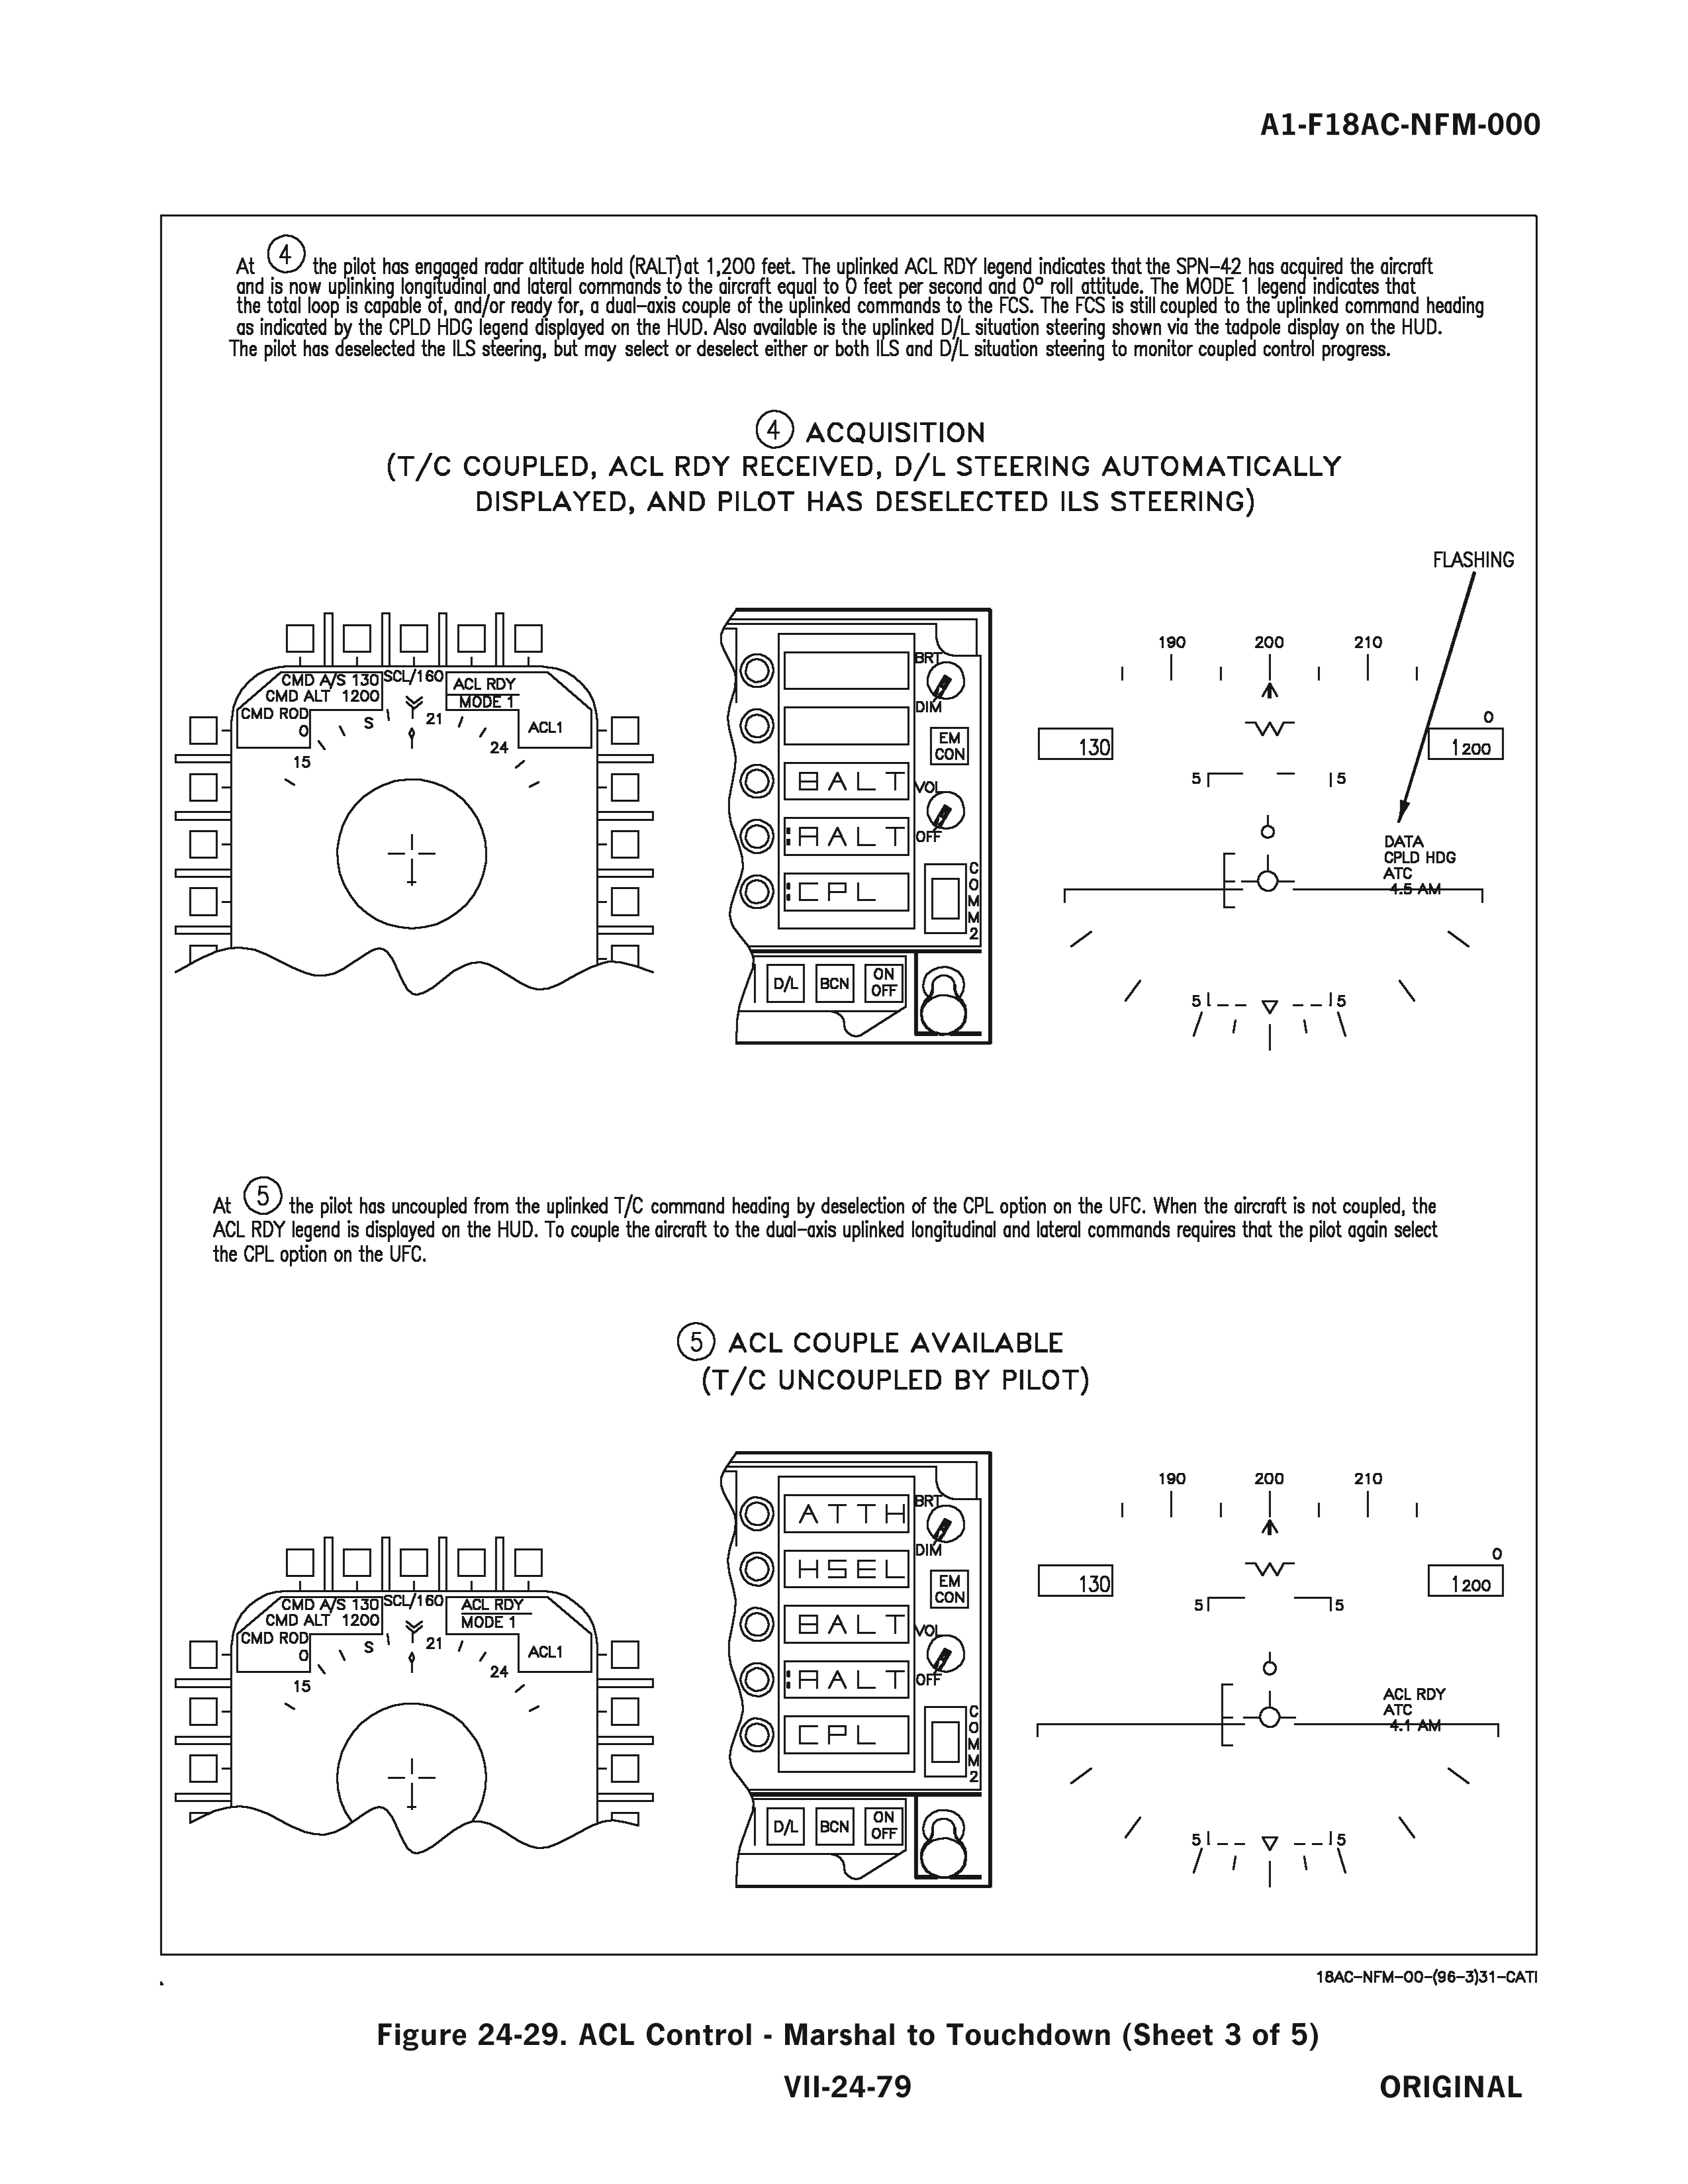 A1-F18AC-NFM-000
At ④ the pilot has engaged radar altitude hold (RALT) at 1,200 feet. The uplinked ACL RDY legend indicates that the SPN-42 has acquired the aircraft
and is now uplinking longitudinal and lateral commands to the aircraft equal to 0 feet per second and 0° roll attitude. The MODE 1 legend indicates that
the total loop is capable of, and/or ready for, a dual-axis couple of the uplinked commands to the FCS. The FCS is still coupled to the uplinked command heading
as indicated by the CPLD HDG legend displayed on the HUD. Also available is the uplinked D/L situation steering shown via the tadpole display on the HUD.
The pilot has deselected the ILS steering, but may select or deselect either or both ILS and D/L situation steering to monitor coupled control progress.
④ ACQUISITION
(T/C COUPLED, ACL RDY RECEIVED, D/L STEERING AUTOMATICALLY
DISPLAYED, AND PILOT HAS DESELECTED ILS STEERING)
FLASHING
CMD A/S 130
CMD ALT 1200
CMD ROD
0
SCL/160
ACL RDY
MODE 1
ACL1
S
21
24
15
BALT
:RALT
:CPL
BRT
DIM
EM
CON
VOL
OFF
COMM2
D/L
BCN
ON
OFF
190
200
210
130
0
1200
5
5
DATA
CPLD HDG
ATC
4.5 AM
5
5
At ⑤ the pilot has uncoupled from the uplinked T/C command heading by deselection of the CPL option on the UFC. When the aircraft is not coupled, the
ACL RDY legend is displayed on the HUD. To couple the aircraft to the dual-axis uplinked longitudinal and lateral commands requires that the pilot again select
the CPL option on the UFC.
⑤ ACL COUPLE AVAILABLE
(T/C UNCOUPLED BY PILOT)
CMD A/S 130
CMD ALT 1200
CMD ROD
0
SCL/160
ACL RDY
MODE 1
ACL1
S
21
24
15
ATTH
HSEL
BALT
:RALT
CPL
BRT
DIM
EM
CON
VOL
OFF
COMM2
D/L
BCN
ON
OFF
190
200
210
130
0
1200
5
5
ACL RDY
ATC
4.1 AM
5
5
18AC-NFM-00-(96-3)31-CATI
Figure 24-29. ACL Control - Marshal to Touchdown (Sheet 3 of 5)
VII-24-79
ORIGINAL